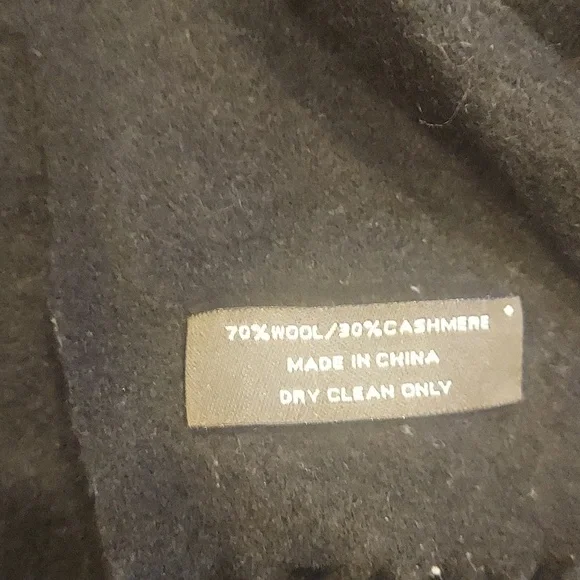 70%WOOL/30%CASHMERE
MADE IN CHINA
DRY CLEAN ONLY